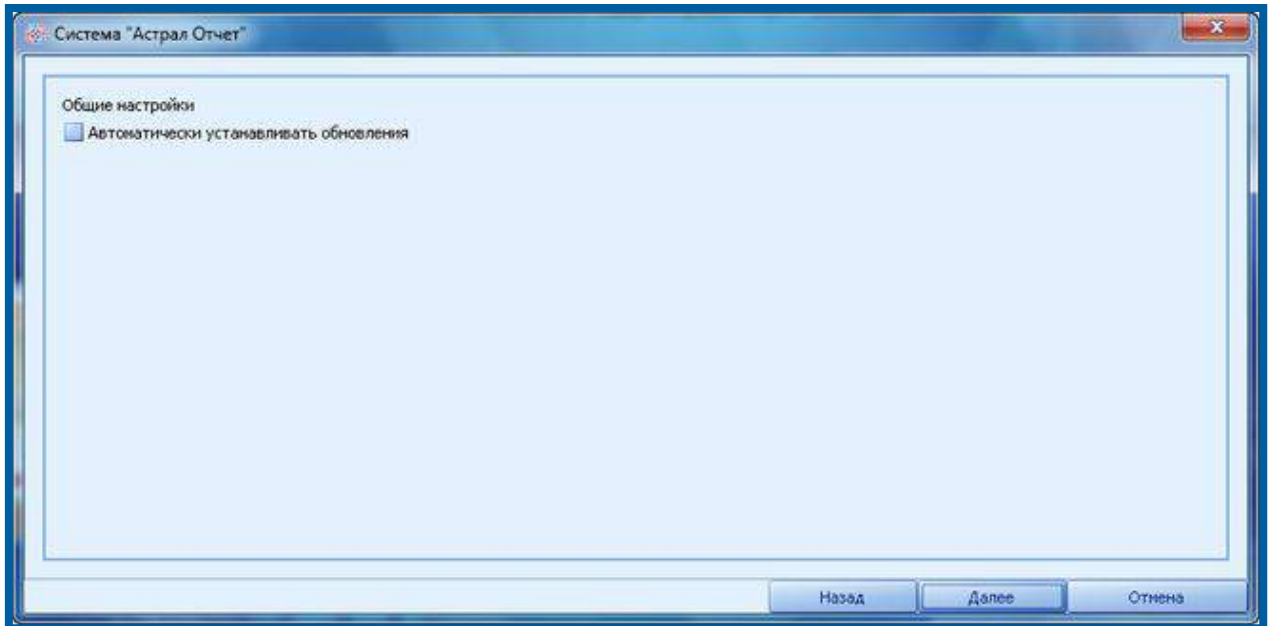 Система "Астрал Отчет"
Общие настройки
Автоматически устанавливать обновления
Назад Далее Отмена